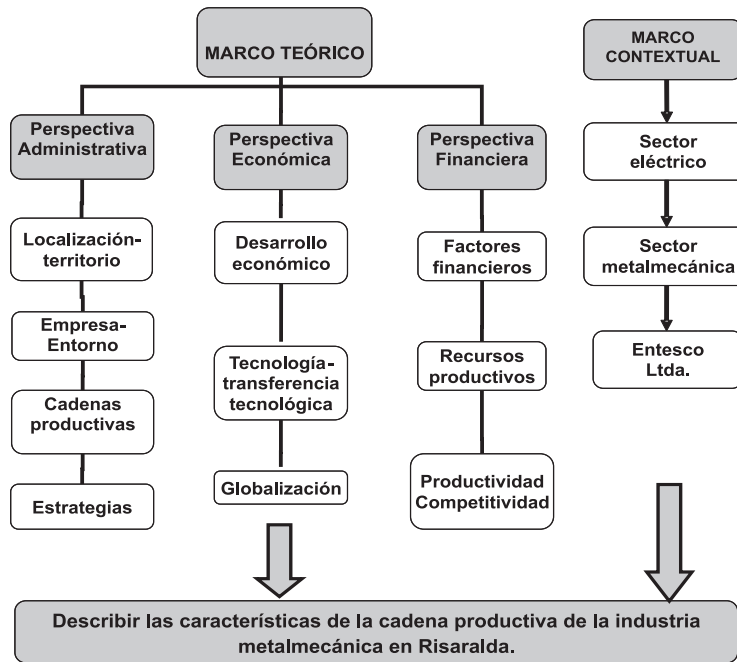 MARCO TEÓRICO
Perspectiva
Administrativa
Localización-
territorio
Empresa-
Entorno
Cadenas
productivas
Estrategias
Perspectiva
Económica
Desarrollo
económico
Tecnología-
transferencia
tecnológica
Globalización
Perspectiva
Financiera
Factores
financieros
Recursos
productivos
Productividad
Competitividad
MARCO
CONTEXTUAL
Sector
eléctrico
Sector
metalmecánica
Entesco
Ltda.
Describir las características de la cadena productiva de la industria
metalmecánica en Risaralda.